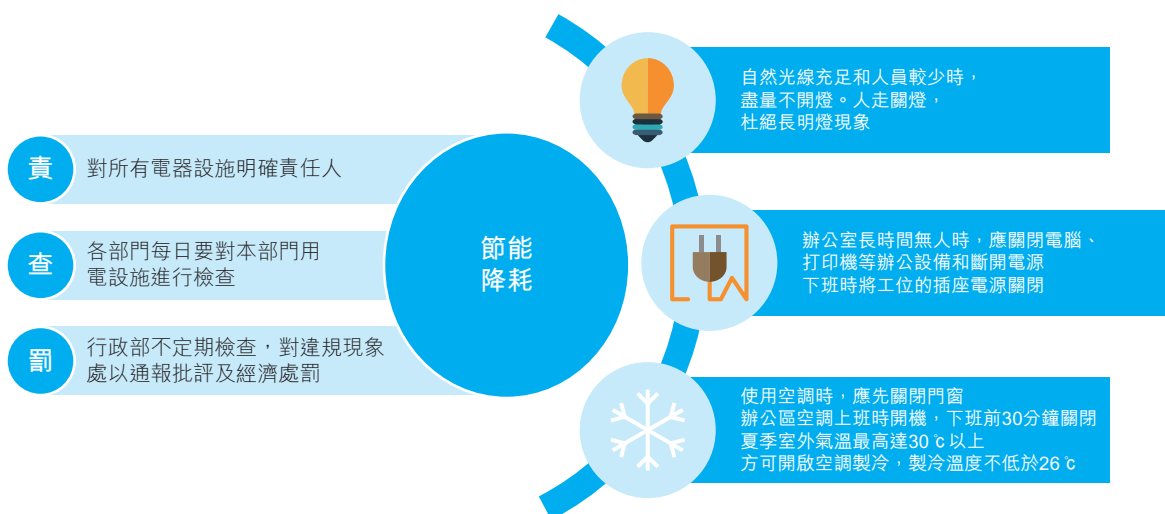 責
對所有電器設施明確責任人
查
各部門每日要對本部門用
電設施進行檢查
罰
行政部不定期檢查，對違規現象
處以通報批評及經濟處罰
節能
降耗
自然光線充足和人員較少時，
盡量不開燈。人走關燈，
杜絕長明燈現象
辦公室長時間無人時，應關閉電腦、
打印機等辦公設備和斷開電源
下班時將工位的插座電源關閉
使用空調時，應先關閉門窗
辦公區空調上班時開機，下班前30分鐘關閉
夏季室外氣溫最高達30℃以上
方可開啟空調製冷，製冷溫度不低於26℃